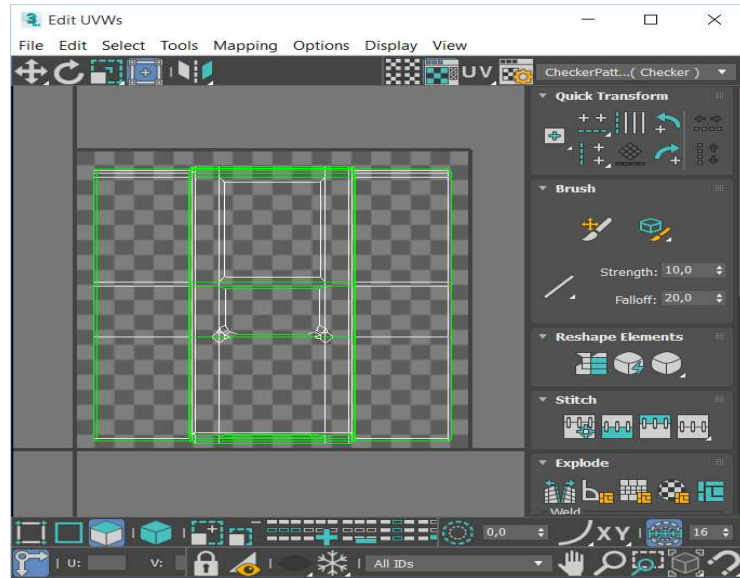 Edit UVWs
File Edit Select Tools Mapping Options Display View
UV CheckerPatt...( Checker )
Quick Transform
Brush
Strength: 10,0
Falloff: 20,0
Reshape Elements
Stitch
Explode
Weld
0,0 XY 16
U: V: All IDs